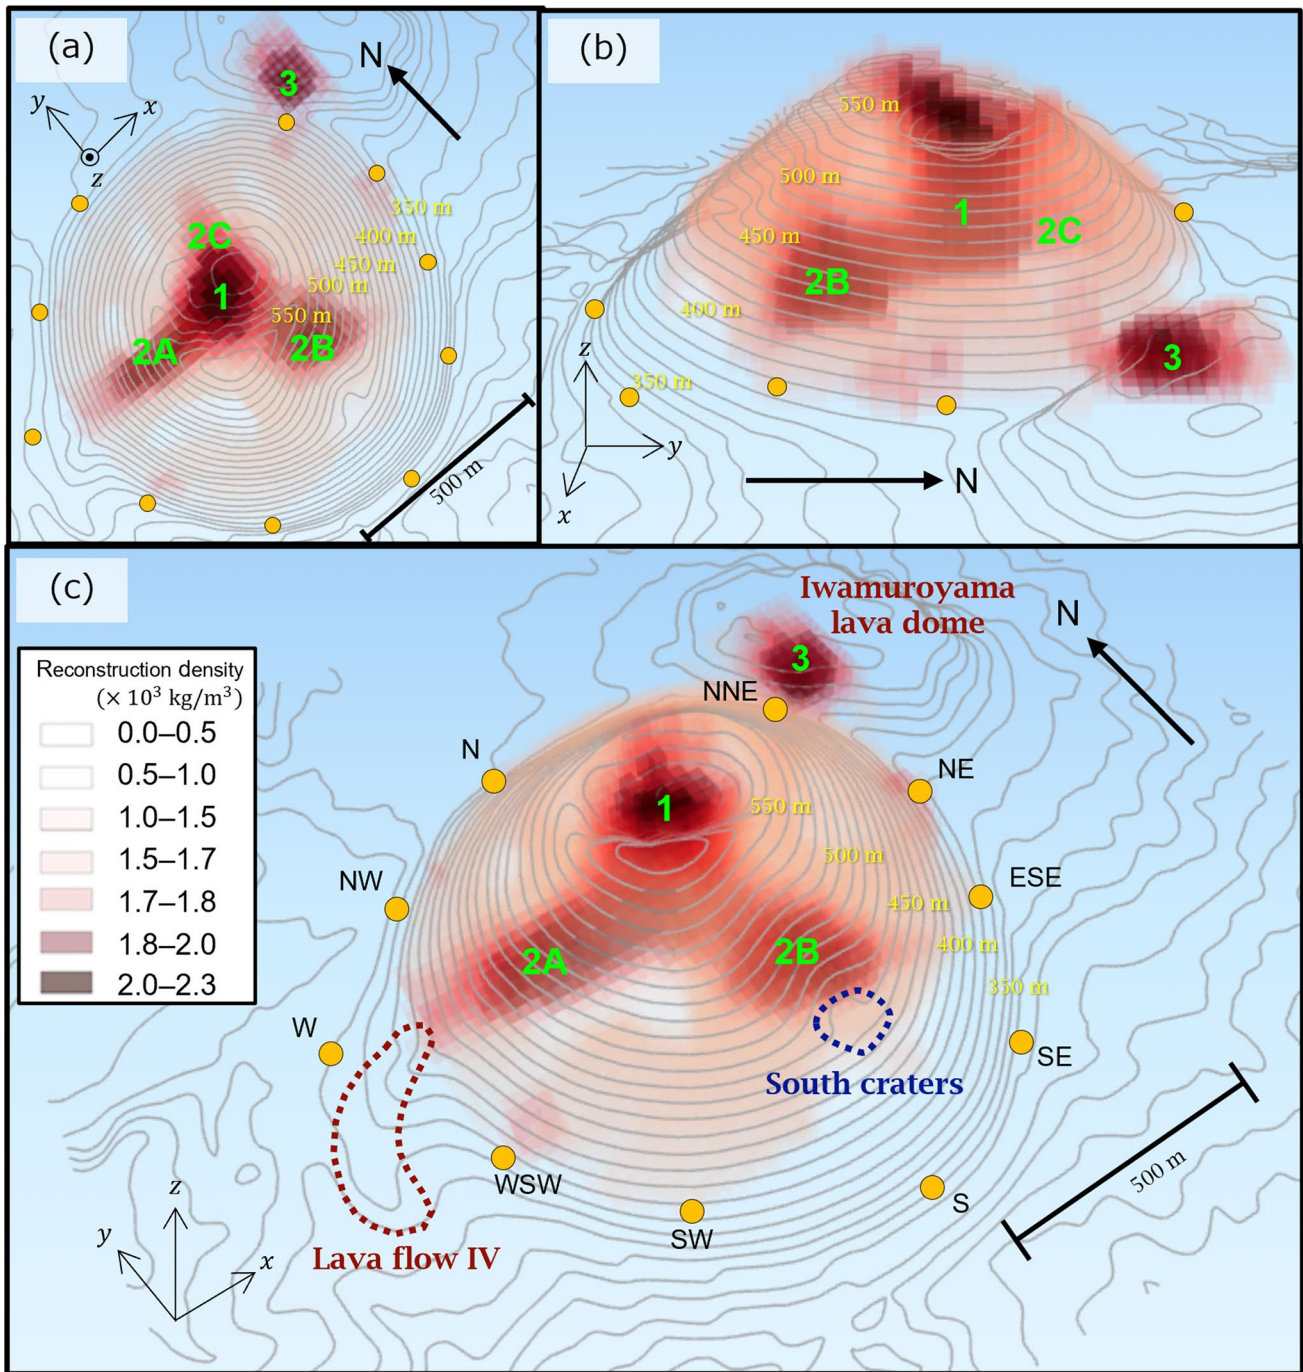 (a)
3
N
y
x
z
350 m
400 m
2C
450 m
500 m
1
550 m
2A
2B
500 m
(b)
550 m
500 m
1
2C
450 m
2B
400 m
3
z
350 m
y
N
x
(c)
Iwamuroyama
lava dome
N
3
Reconstruction density
(× 10³ kg/m³)
0.0–0.5
0.5–1.0
1.0–1.5
1.5–1.7
1.7–1.8
1.8–2.0
2.0–2.3
NNE
N
NE
1
550 m
500 m
NW
ESE
450 m
400 m
2A
2B
350 m
W
SE
South craters
500 m
WSW
S
SW
z
y
x
Lava flow IV